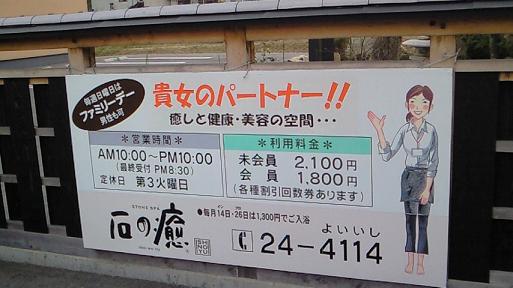 毎週日曜日は
ファミリーデー
男性も可
貴女のパートナー!!
癒しと健康・美容の空間・・・
＊営業時間＊
AM10:00～PM10:00
(最終受付 PM8:30)
定休日 第3火曜日
＊利用料金＊
未会員 2,100円
会員 1,800円
(各種割引回数券あります)
STONE SPA
石の癒
●毎月14日・26日は1,300円でご入浴
よいいし
24-4114